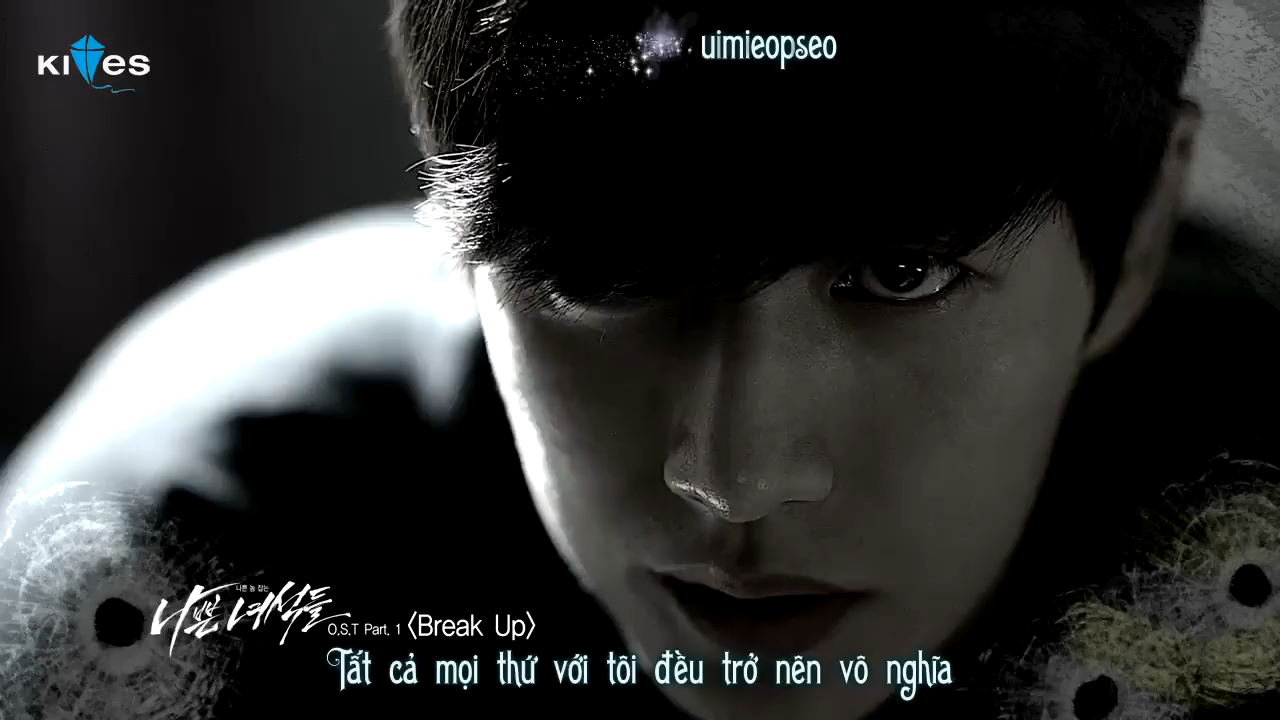 KITES
uimieopseo
나쁜 놈 잡는
나쁜 녀석들
O.S.T Part. 1 <Break Up>
Tất cả mọi thứ với tôi đều trở nên vô nghĩa